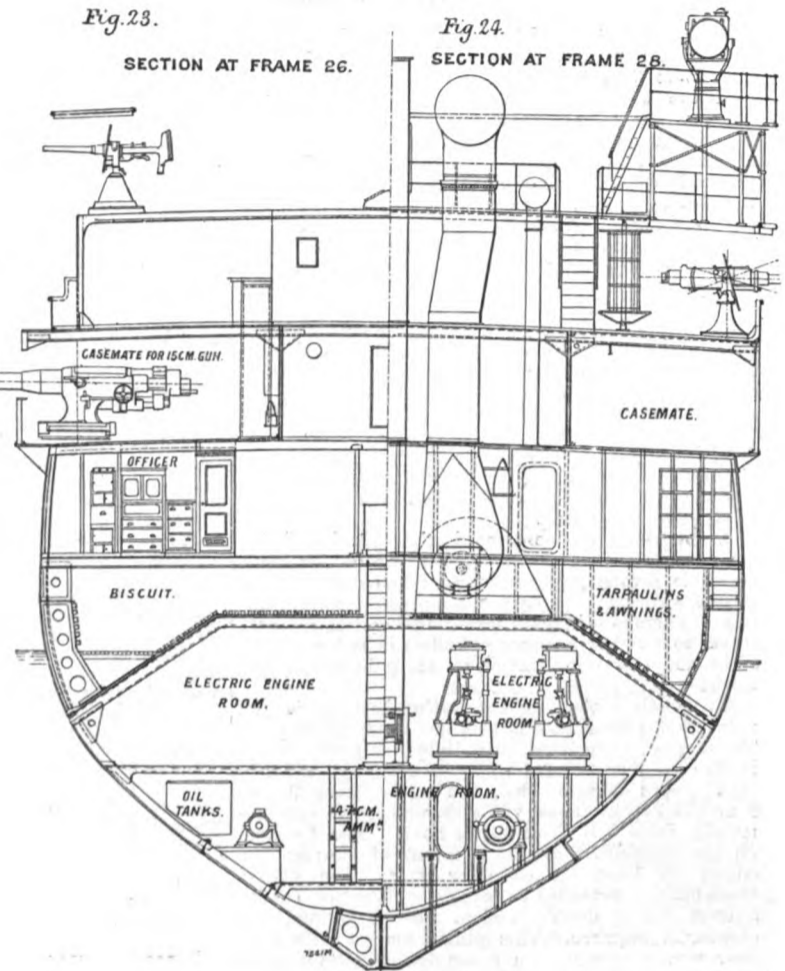 Fig.23.
SECTION AT FRAME 26.
Fig.24.
SECTION AT FRAME 28.
CASEMATE FOR 15CM. GUN.
CASEMATE.
OFFICER
BISCUIT.
TARPAULINS
& AWNINGS.
ELECTRIC ENGINE
ROOM.
ELECTRIC
ENGINE
ROOM.
OIL
TANKS.
4·7CM.
AMMT.
ENGINE ROOM.